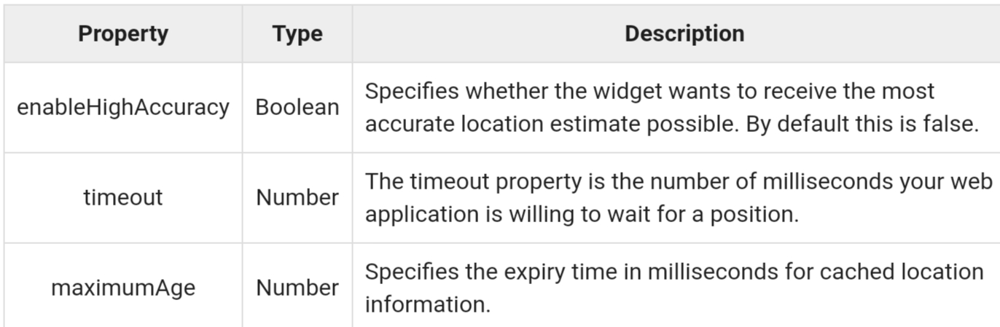 Property Type Description
enableHighAccuracy Boolean Specifies whether the widget wants to receive the most
accurate location estimate possible. By default this is false.
timeout Number The timeout property is the number of milliseconds your web
application is willing to wait for a position.
maximumAge Number Specifies the expiry time in milliseconds for cached location
information.